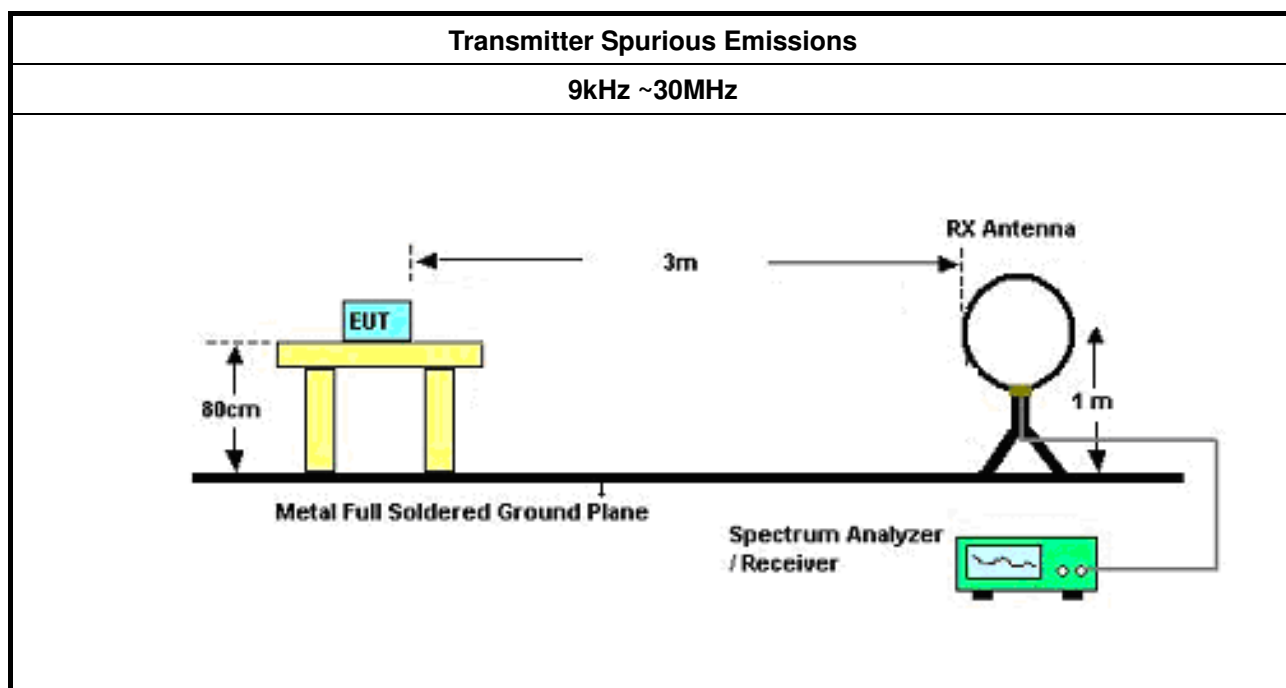 Transmitter Spurious Emissions
9kHz ~30MHz
RX Antenna
3m
EUT
80cm
1 m
Metal Full Soldered Ground Plane
Spectrum Analyzer
/ Receiver